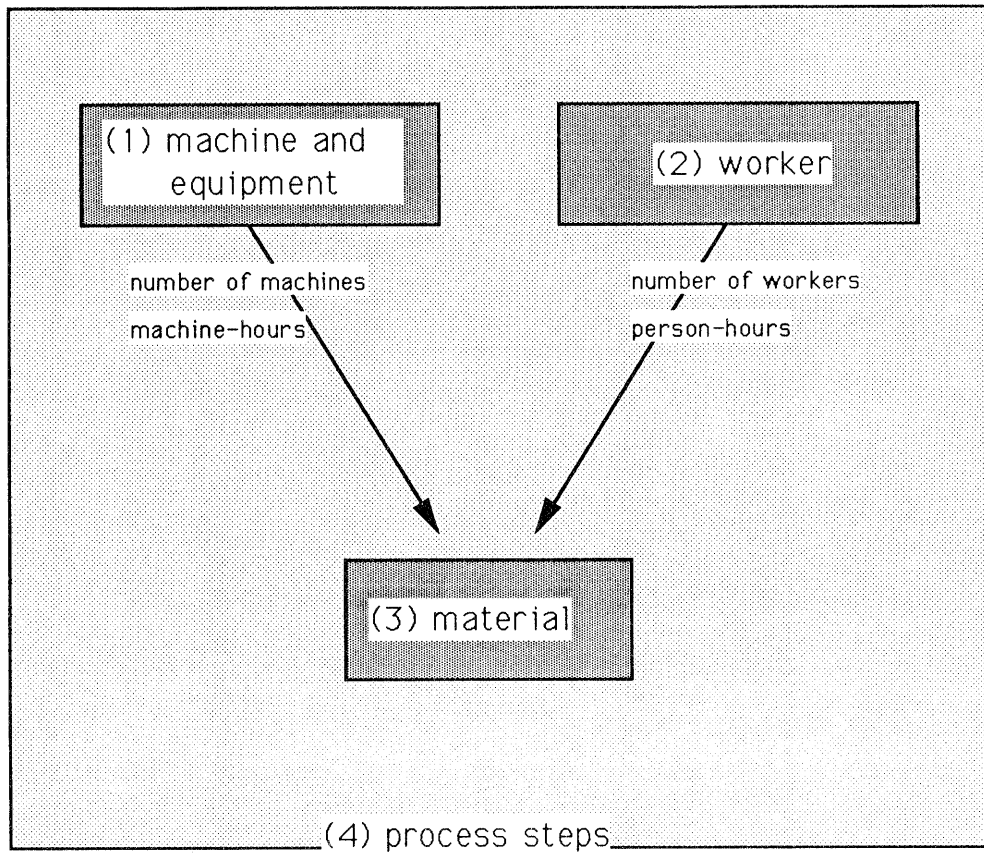 (1) machine and
equipment
(2) worker
number of machines
machine-hours
number of workers
person-hours
(3) material
(4) process steps